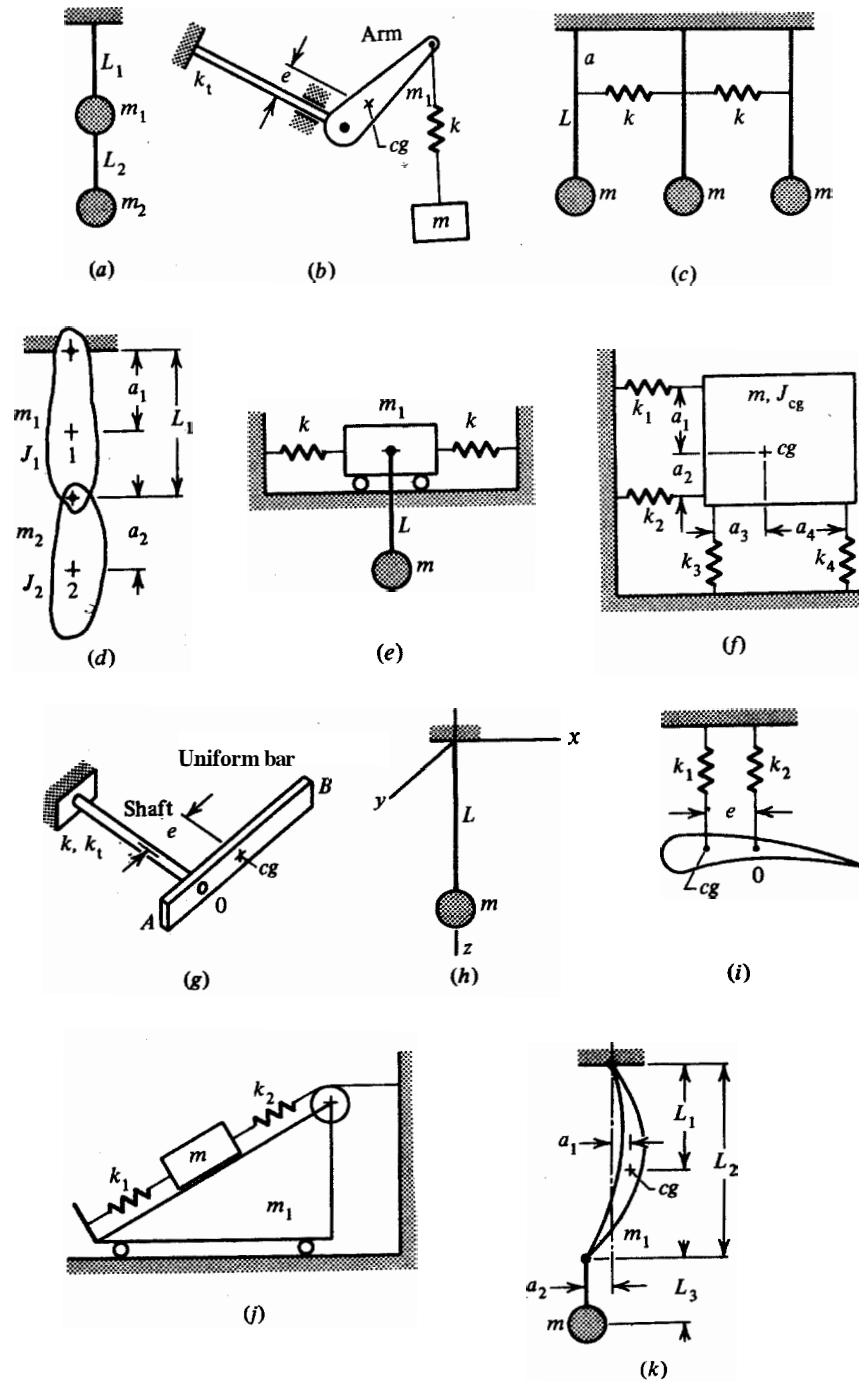 L₁
m₁
L₂
m₂
(a)
Arm
kₜ
e
m₁
cg
k
m
(b)
a
k
k
L
m
m
m
(c)
a₁
L₁
m₁
J₁
1
m₂
a₂
J₂
2
(d)
m₁
k
k
L
m
(e)
m, J_cg
k₁
a₁
cg
a₂
k₂
a₃
a₄
k₃
k₄
(f)
Uniform bar
B
Shaft
e
k, kₜ
cg
0
A
(g)
x
y
L
m
z
(h)
k₁
k₂
e
cg
0
(i)
k₂
m
k₁
m₁
(j)
L₁
a₁
L₂
cg
m₁
a₂
L₃
m
(k)